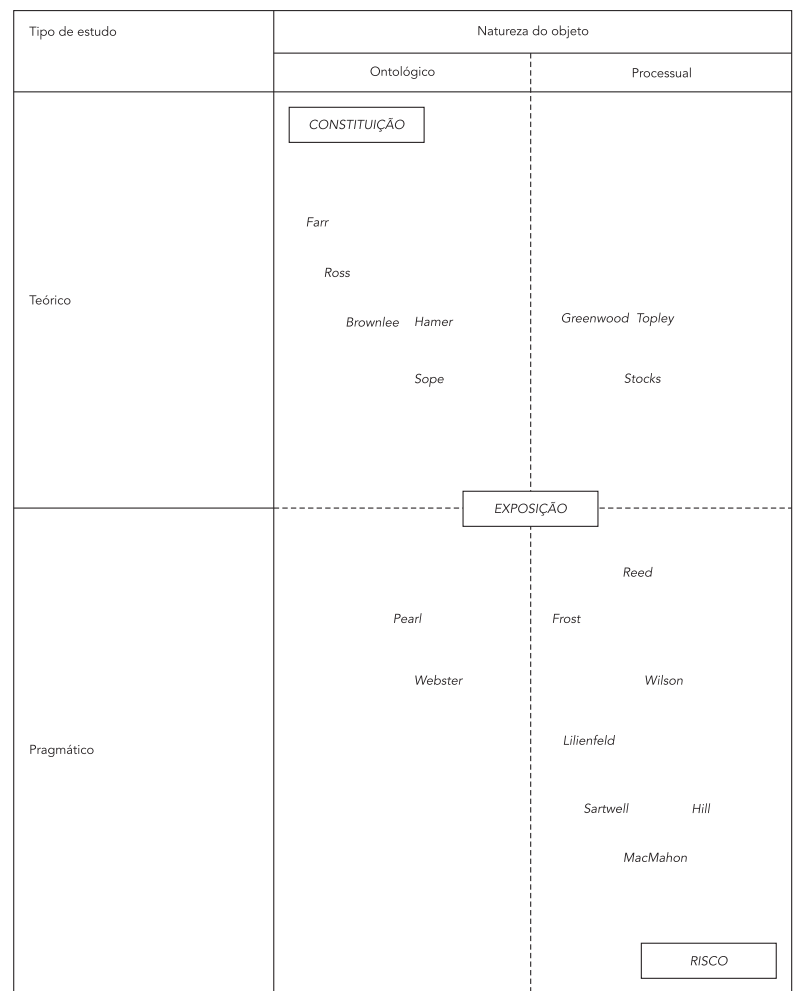 Tipo de estudo
Natureza do objeto
Ontológico
Processual
CONSTITUIÇÃO
Farr
Ross
Teórico
Brownlee Hamer
Greenwood Topley
Sope
Stocks
EXPOSIÇÃO
Reed
Pearl
Frost
Webster
Wilson
Lilienfeld
Pragmático
Sartwell
Hill
MacMahon
RISCO